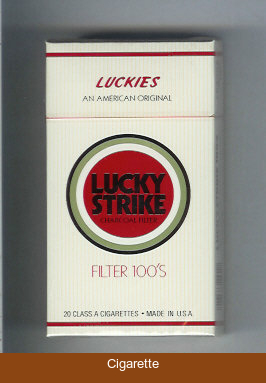 LUCKIES
AN AMERICAN ORIGINAL
LUCKY
STRIKE
CHARCOAL FILTER
FILTER 100'S
20 CLASS A CIGARETTES • MADE IN U.S.A.
Cigarette